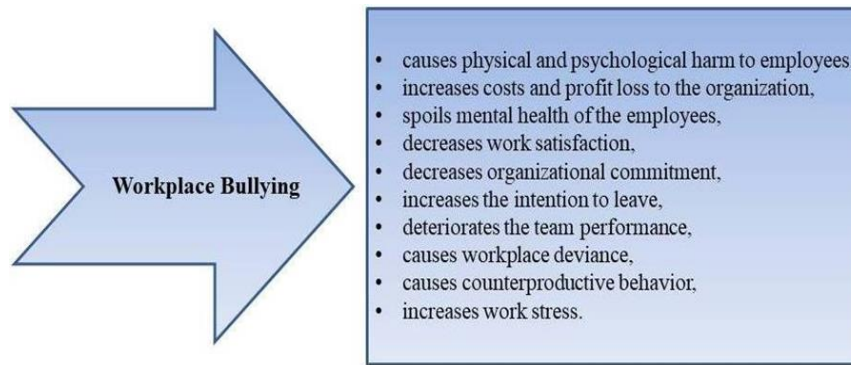 Workplace Bullying
• causes physical and psychological harm to employees
• increases costs and profit loss to the organization,
• spoils mental health of the employees,
• decreases work satisfaction,
• decreases organizational commitment,
• increases the intention to leave,
• deteriorates the team performance,
• causes workplace deviance,
• causes counterproductive behavior,
• increases work stress.